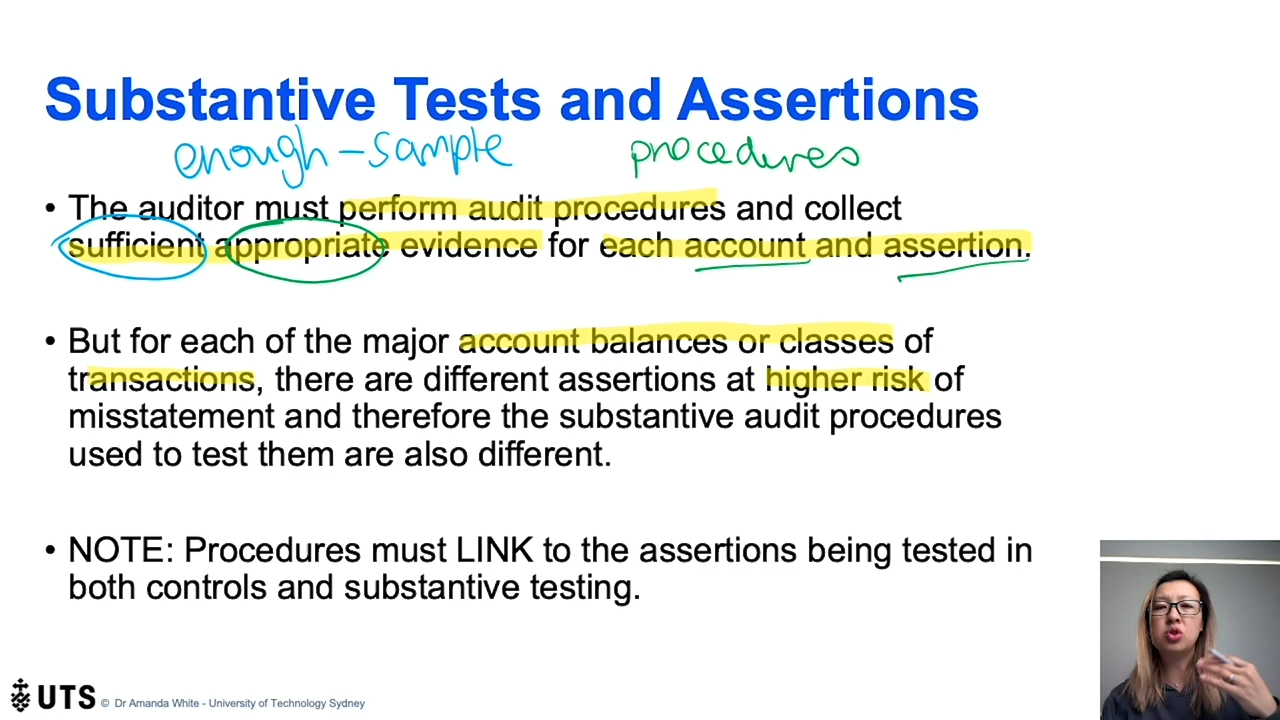 Substantive Tests and Assertions
enough - sample procedures
• The auditor must perform audit procedures and collect
sufficient appropriate evidence for each account and assertion.
• But for each of the major account balances or classes of
transactions, there are different assertions at higher risk of
misstatement and therefore the substantive audit procedures
used to test them are also different.
• NOTE: Procedures must LINK to the assertions being tested in
both controls and substantive testing.
UTS © Dr Amanda White - University of Technology Sydney